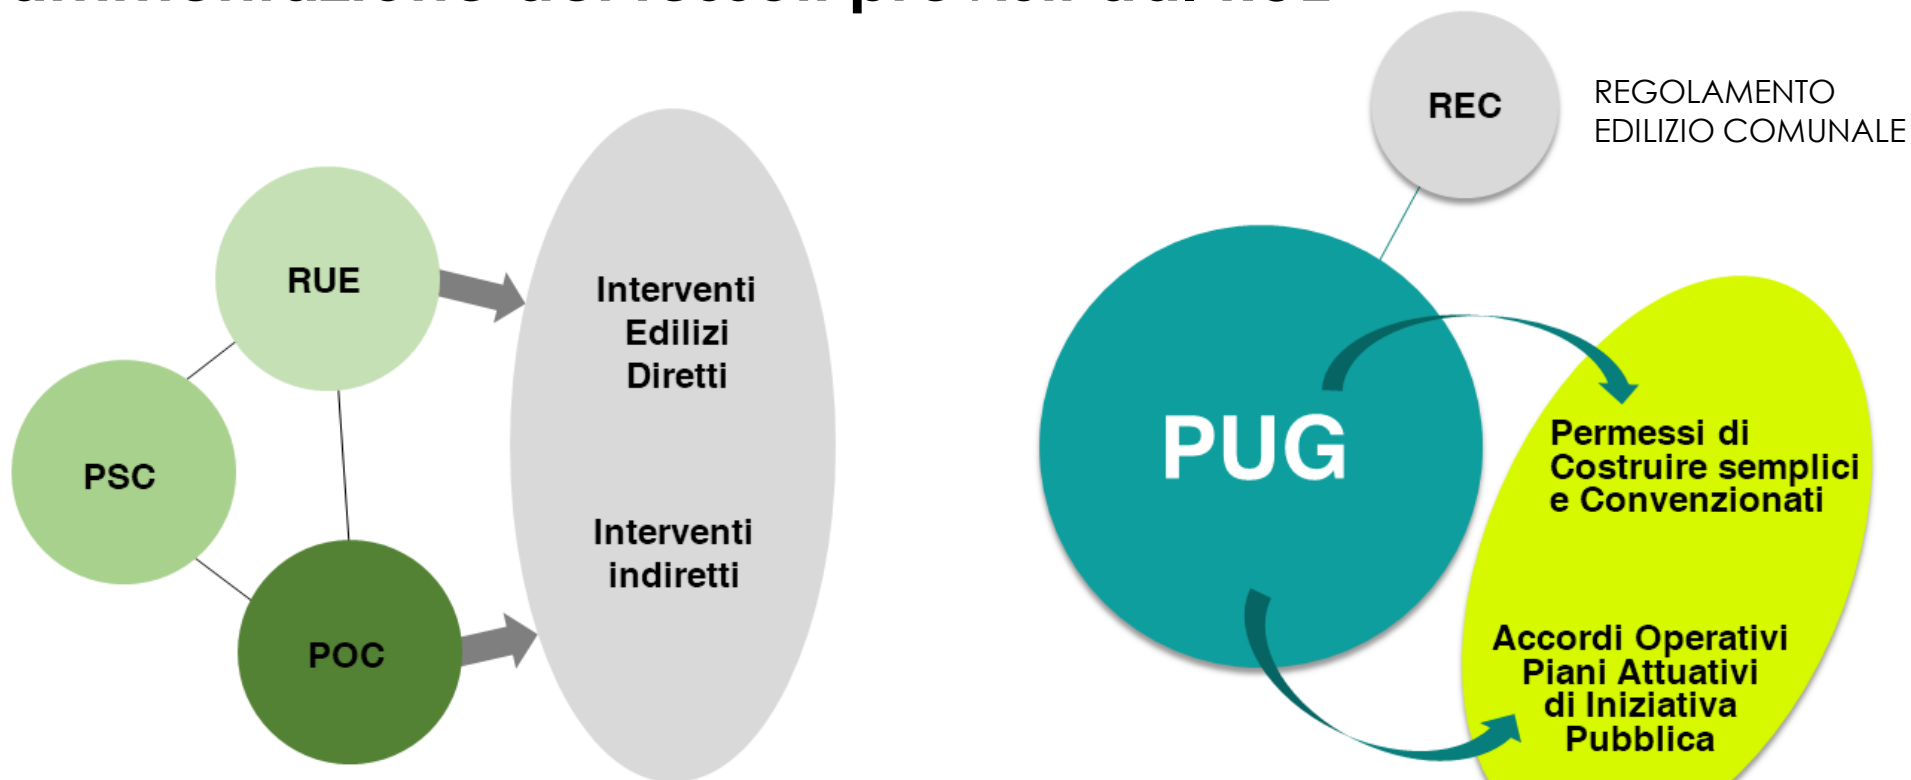 REC
REGOLAMENTO
EDILIZIO COMUNALE
RUE
Interventi
Edilizi
Diretti
PSC
Interventi
indiretti
POC
PUG
Permessi di
Costruire semplici
e Convenzionati
Accordi Operativi
Piani Attuativi
di Iniziativa
Pubblica